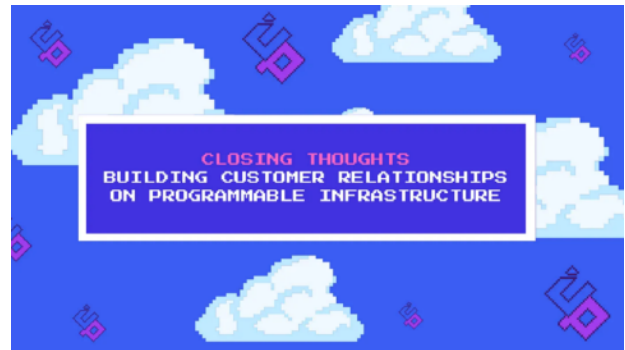 CLOSING THOUGHTS
BUILDING CUSTOMER RELATIONSHIPS
ON PROGRAMMABLE INFRASTRUCTURE